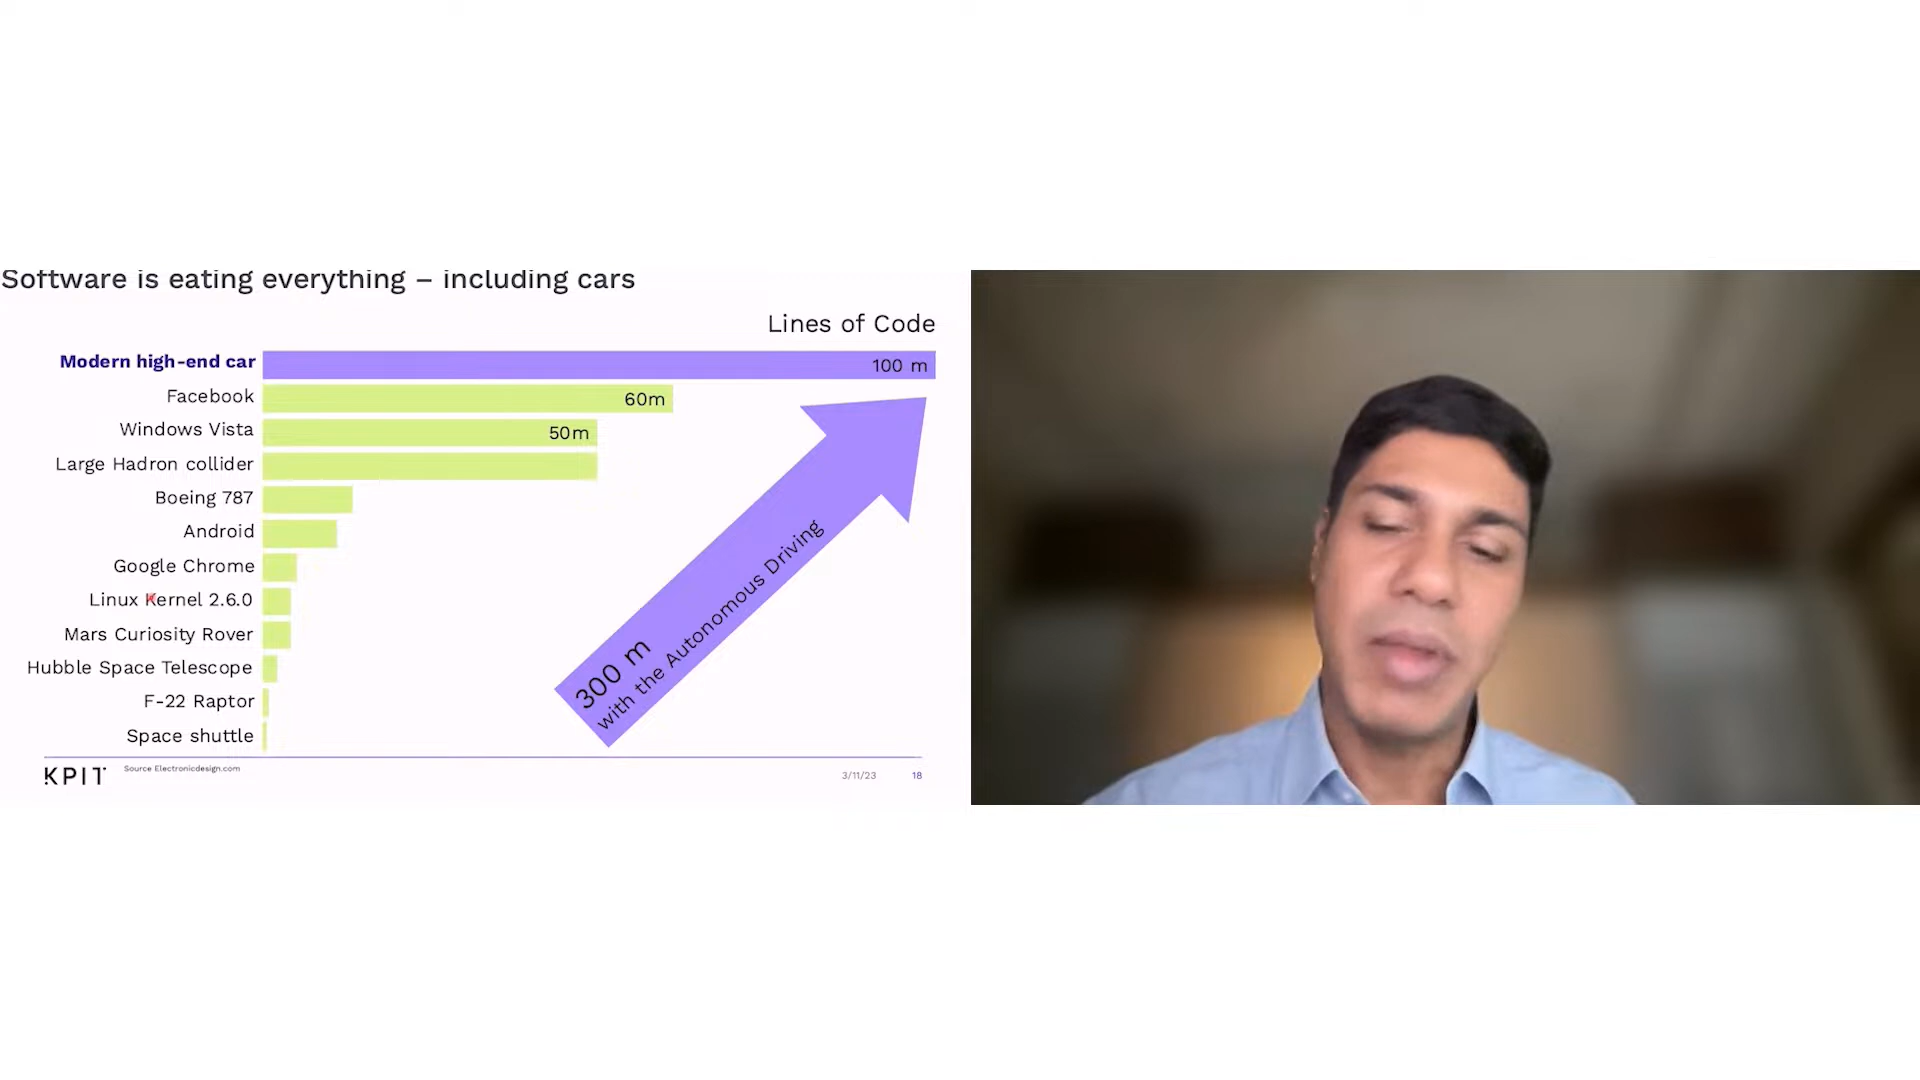 Software is eating everything – including cars
Lines of Code
Modern high-end car
100 m
Facebook
60m
Windows Vista
50m
Large Hadron collider
Boeing 787
Android
Google Chrome
Linux Kernel 2.6.0
Mars Curiosity Rover
Hubble Space Telescope
F-22 Raptor
Space shuttle
300 m
with the Autonomous Driving
KPIT
Source Electronicdesign.com
3/11/23
18